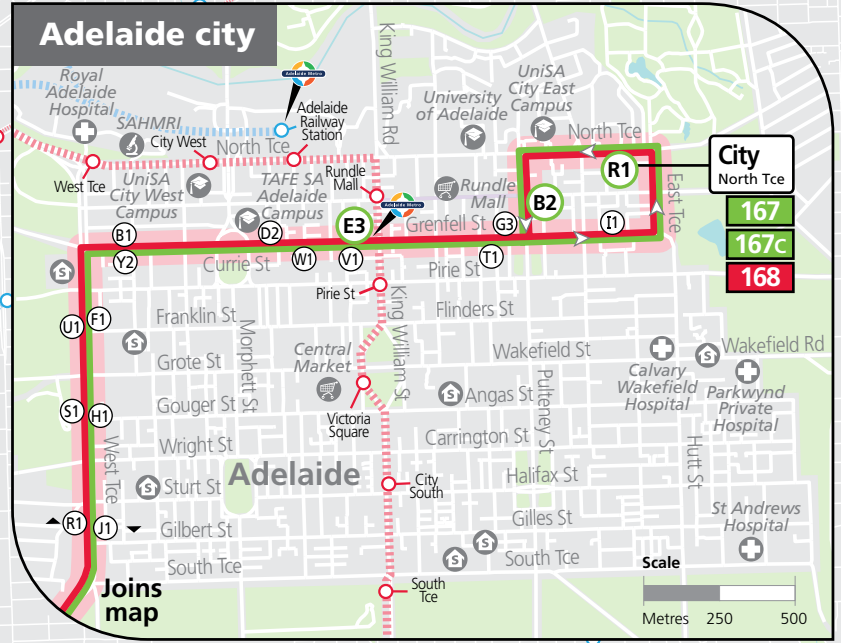 Adelaide city
King William Rd
Royal
Adelaide
Hospital
SAHMRI
Adelaide Metro
Adelaide
Railway
Station
University
of Adelaide
UniSA
City East
Campus
City West
North Tce
North Tce
West Tce
UniSA
City West
Campus
TAFE SA
Adelaide
Campus
Rundle
Mall
Adelaide Metro
Rundle
Mall
R1
City
North Tce
167
167C
168
East Tce
B2
B1
D2
E3
Grenfell St
G3
I1
Y2
Currie St
W1
V1
T1
Pirie St
Pirie St
King William St
Flinders St
U1
F1
Franklin St
Morphett St
Grote St
Central
Market
Wakefield St
Wakefield Rd
Calvary
Wakefield
Hospital
Parkwynd
Private
Hospital
S1
H1
Gouger St
Victoria
Square
Angas St
Pulteney St
West Tce
Wright St
Carrington St
Hutt St
Adelaide
Sturt St
City
South
Halifax St
R1
J1
Gilbert St
Gilles St
St Andrews
Hospital
South Tce
South Tce
South
Tce
Joins
map
Scale
Metres 250 500